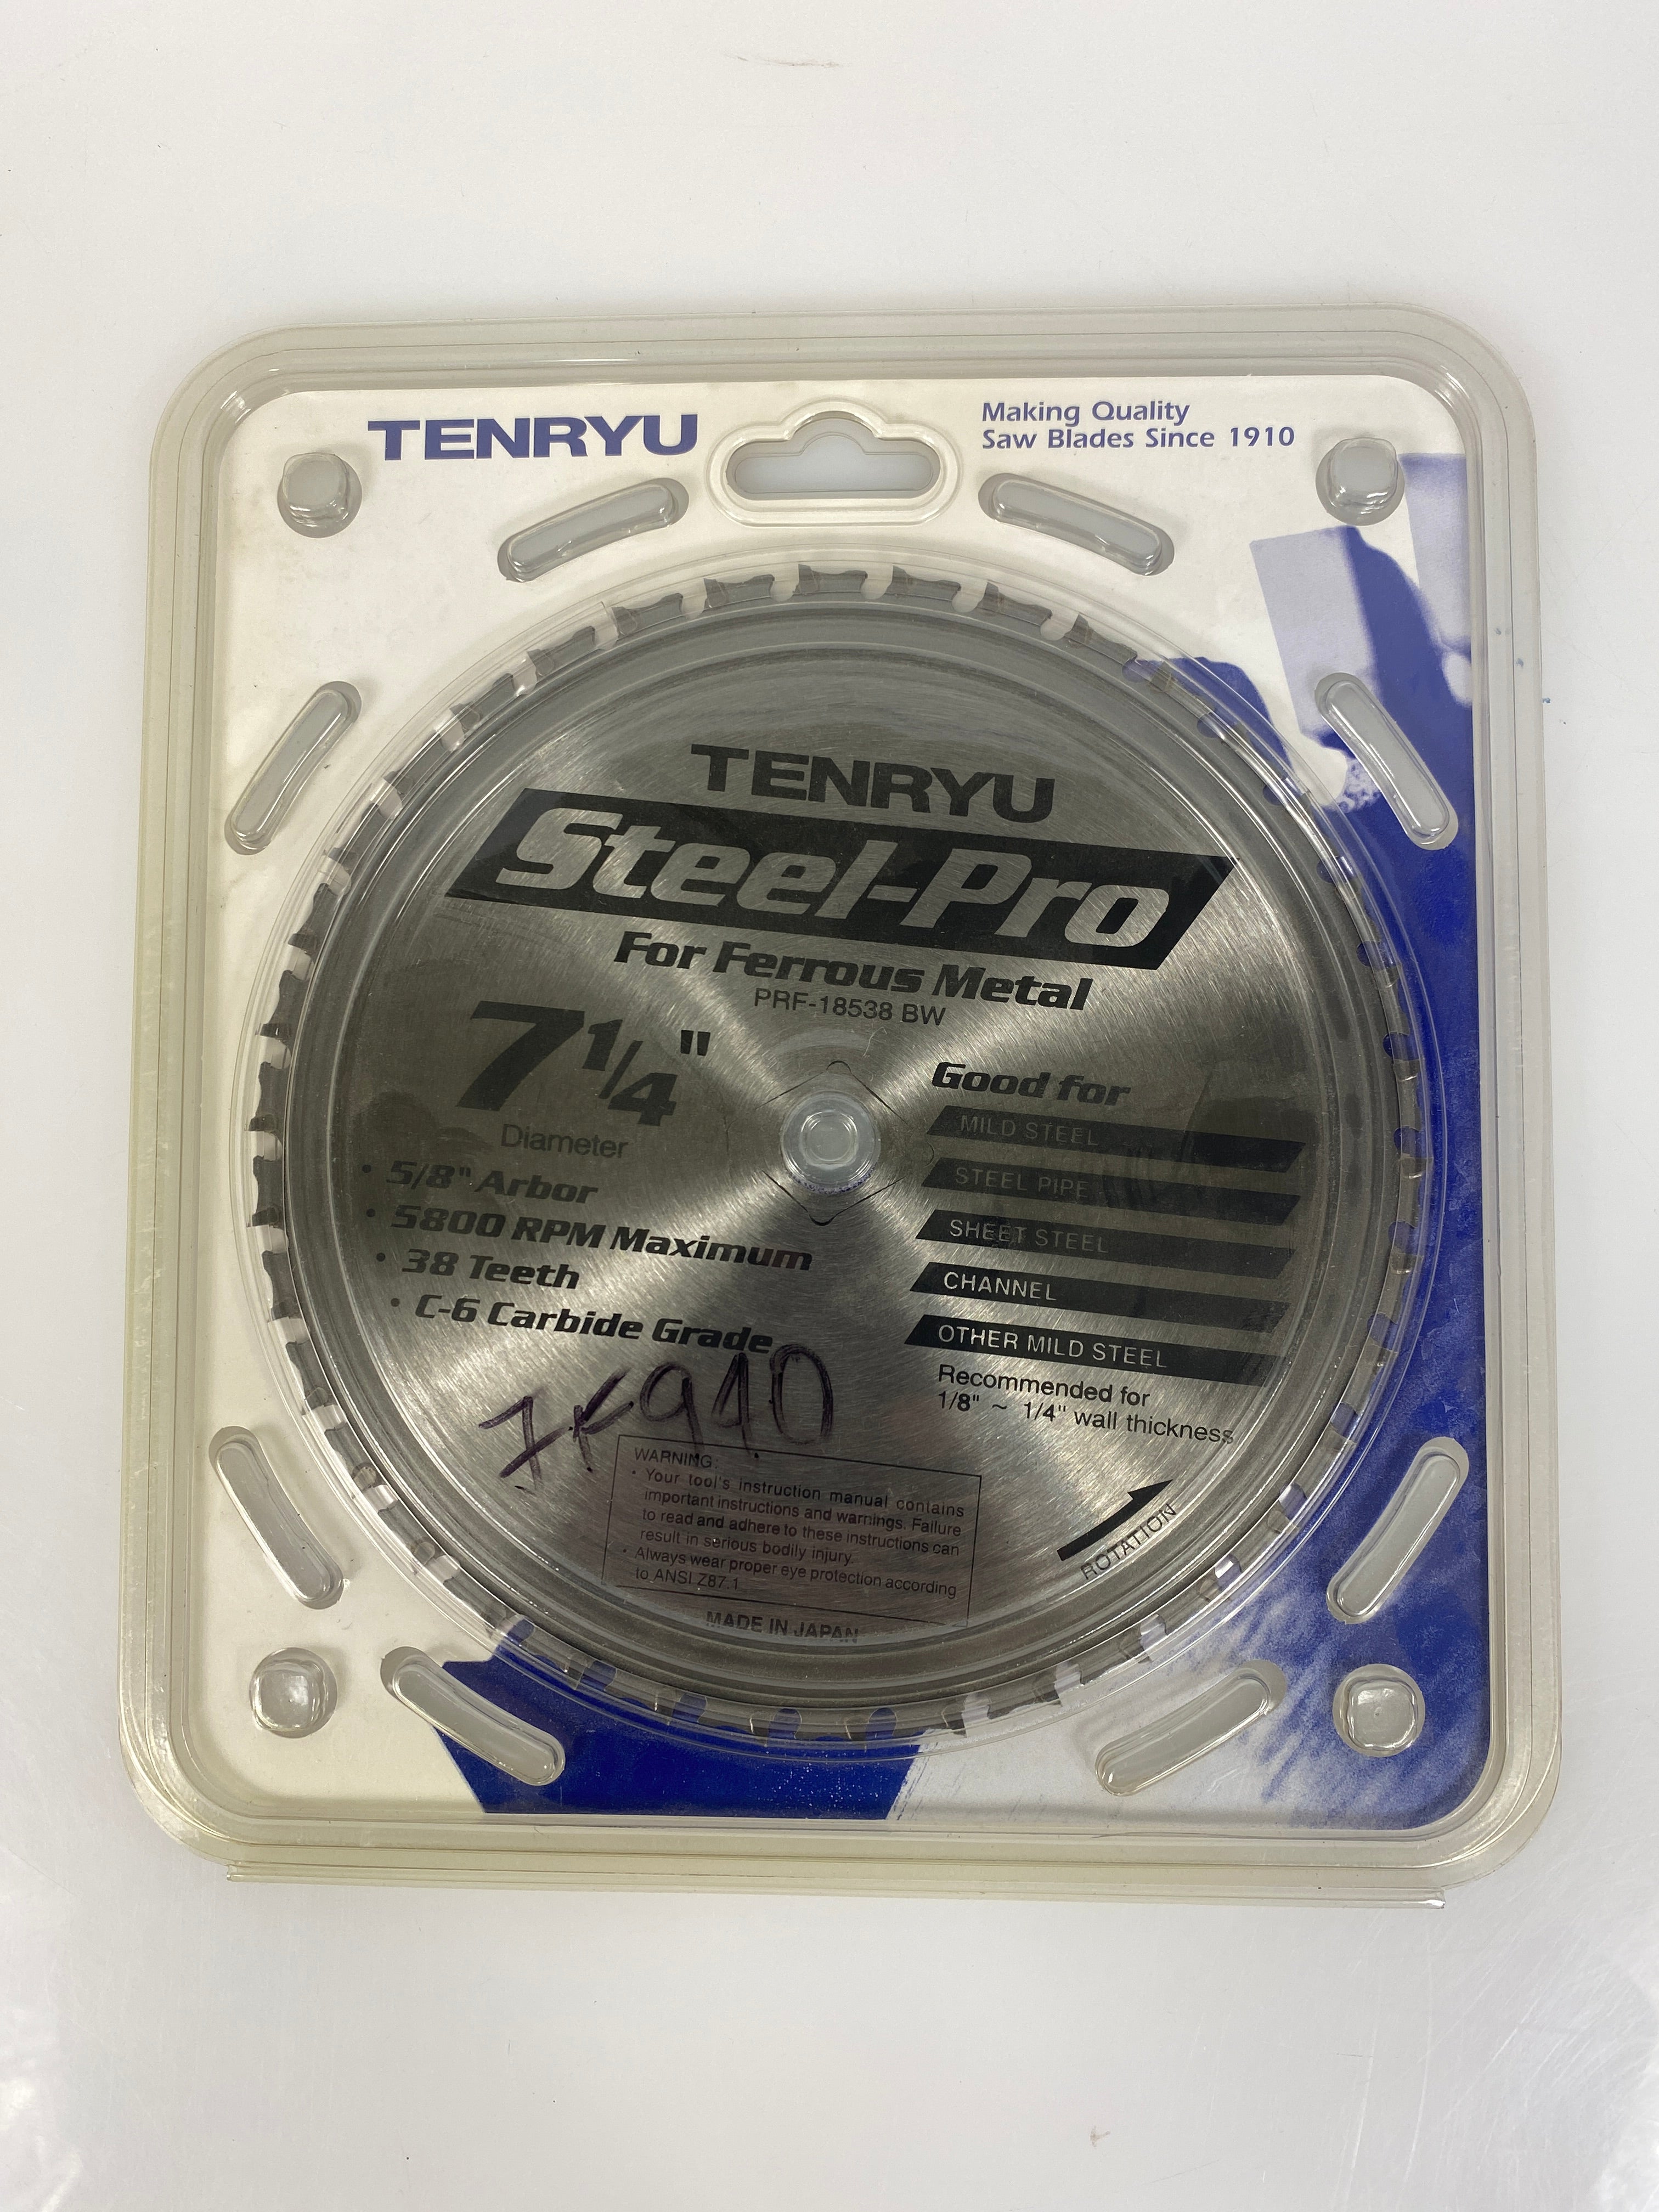 TENRYU
Making Quality
Saw Blades Since 1910
TENRYU
Steel-Pro
For Ferrous Metal
PRF-18538 BW
7 1/4"
Diameter
• 5/8" Arbor
• 5800 RPM Maximum
• 38 Teeth
• C-6 Carbide Grade
Good for
MILD STEEL
STEEL PIPE
SHEET STEEL
CHANNEL
OTHER MILD STEEL
Recommended for
1/8" ~ 1/4" wall thickness
WARNING:
• Your tool's instruction manual contains
important instructions and warnings. Failure
to read and adhere to these instructions can
result in serious bodily injury.
• Always wear proper eye protection according
to ANSI Z87.1
ROTATION
MADE IN JAPAN